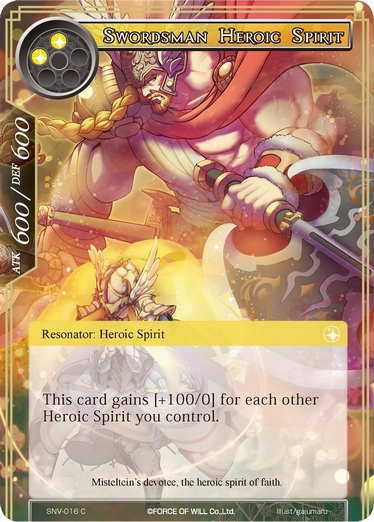 Swordsman Heroic Spirit
ATK 600 / DEF 600
Resonator: Heroic Spirit
This card gains [+100/0] for each other
Heroic Spirit you control.
Misteltein's devotee, the heroic spirit of faith.
SNV-016 C ©FORCE OF WILL Co.,Ltd. Illust/gajumaru